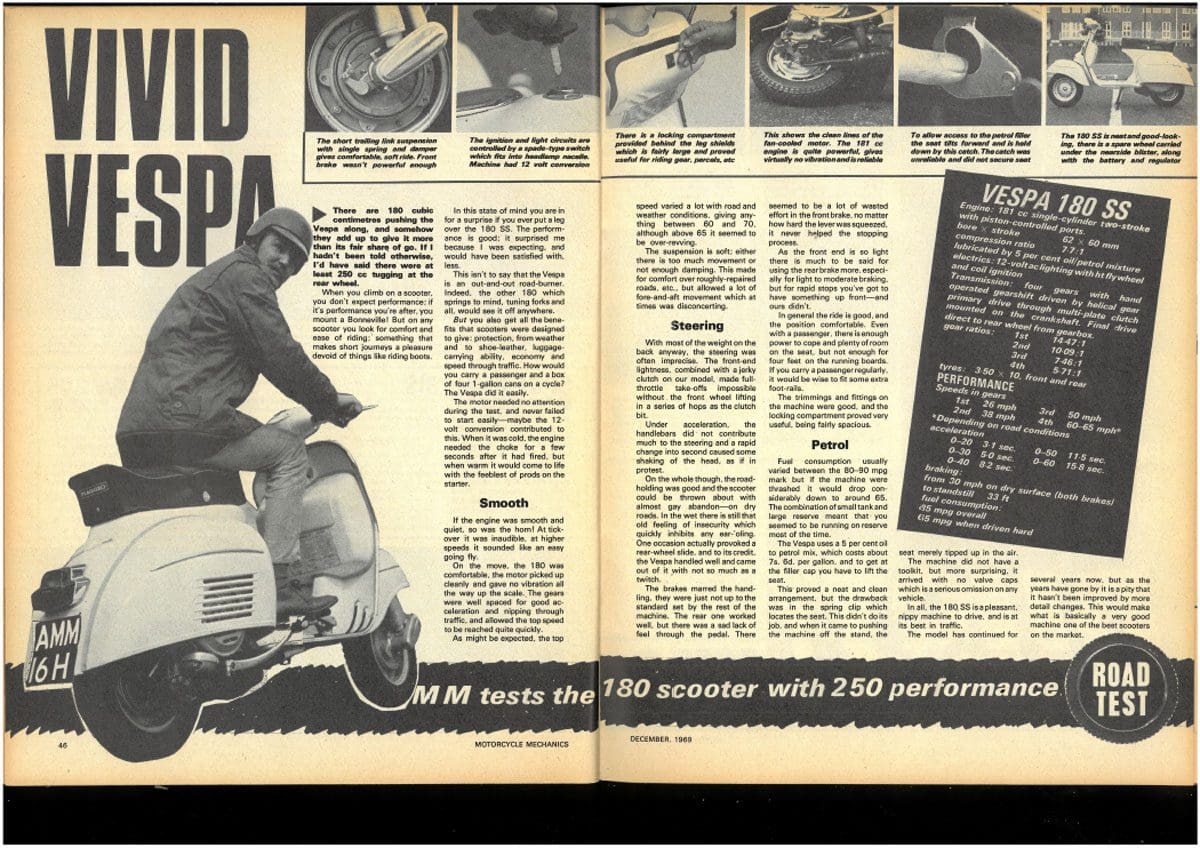 VIVID
VESPA
The short trailing link suspension
with single spring and damper
gives comfortable, soft ride. Front
brake wasn't powerful enough
The ignition and light circuits are
controlled by a spade-type switch
which fits into headlamp nacelle.
Machine had 12 volt conversion
There is a locking compartment
provided behind the leg shields
which is fairly large and proved
useful for riding gear, parcels, etc
This shows the clean lines of the
fan-cooled motor. The 181 cc
engine is quite powerful, gives
virtually no vibration and is reliable
To allow access to the petrol filler
the seat tilts forward and is held
down by this catch. The catch was
unreliable and did not secure seat
The 180 SS is neat and good-look-
ing, there is a spare wheel carried
under the nearside blister, along
with the battery and regulator
There are 180 cubic
centimetres pushing the
Vespa along, and somehow
they add up to give it more
than its fair share of go. If I
hadn't been told otherwise,
I'd have said there were at
least 250 cc tugging at the
rear wheel.
When you climb on a scooter,
you don't expect performance; if
it's performance you're after, you
mount a Bonneville! But on any
scooter you look for comfort and
ease of riding: something that
makes short journeys a pleasure
devoid of things like riding boots.
In this state of mind you are in
for a surprise if you ever put a leg
over the 180 SS. The perform-
ance is good; it surprised me
because I was expecting, and
would have been satisfied with,
less.
This isn't to say that the Vespa
is an out-and-out road-burner.
Indeed, the other 180 which
springs to mind, tuning forks and
all, would see it off anywhere.
But you also get all the bene-
fits that scooters were designed
to give: protection, from weather
and to shoe-leather, luggage-
carrying ability, economy and
speed through traffic. How would
you carry a passenger and a box
of four 1-gallon cans on a cycle?
The Vespa did it easily.
The motor needed no attention
during the test, and never failed
to start easily—maybe the 12-
volt conversion contributed to
this. When it was cold, the engine
needed the choke for a few
seconds after it had fired, but
when warm it would come to life
with the feeblest of prods on the
starter.
Smooth
If the engine was smooth and
quiet, so was the horn! At tick-
over it was inaudible, at higher
speeds it sounded like an easy
going fly.
On the move, the 180 was
comfortable, the motor picked up
cleanly and gave no vibration all
the way up the scale. The gears
were well spaced for good ac-
celeration and nipping through
traffic, and allowed the top speed
to be reached quite quickly.
As might be expected, the top
speed varied a lot with road and
weather conditions, giving any-
thing between 60 and 70,
although above 65 it seemed to
be over-revving.
The suspension is soft; either
there is too much movement or
not enough damping. This made
for comfort over roughly-repaired
roads, etc., but allowed a lot of
fore-and-aft movement which at
times was disconcerting.
Steering
With most of the weight on the
back anyway, the steering was
often imprecise. The front-end
lightness, combined with a jerky
clutch on our model, made full-
throttle take-offs impossible
without the front wheel lifting
in a series of hops as the clutch
bit.
Under acceleration, the
handlebars did not contribute
much to the steering and a rapid
change into second caused some
shaking of the head, as if in
protest.
On the whole though, the road-
holding was good and the scooter
could be thrown about with
almost gay abandon—on dry
roads. In the wet there is still that
old feeling of insecurity which
quickly inhibits any ear-'oling.
One occasion actually provoked a
rear-wheel slide, and to its credit,
the Vespa handled well and came
out of it with not so much as a
twitch.
The brakes marred the hand-
ling, they were just not up to the
standard set by the rest of the
machine. The rear one worked
well, but there was a sad lack of
feel through the pedal. There
seemed to be a lot of wasted
effort in the front brake, no matter
how hard the lever was squeezed,
it never helped the stopping
process.
As the front end is so light
there is much to be said for
using the rear brake more, especi-
ally for light to moderate braking,
but for rapid stops you've got to
have something up front—and
ours didn't.
In general the ride is good, and
the position comfortable. Even
with a passenger, there is enough
power to cope and plenty of room
on the seat, but not enough for
four feet on the running boards.
If you carry a passenger regularly,
it would be wise to fit some extra
foot-rails.
The trimmings and fittings on
the machine were good, and the
locking compartment proved very
useful, being fairly spacious.
Petrol
Fuel consumption usually
varied between the 80–90 mpg
mark but if the machine were
thrashed it would drop con-
siderably down to around 65.
The combination of small tank and
large reserve meant that you
seemed to be running on reserve
most of the time.
The Vespa uses a 5 per cent oil
to petrol mix, which costs about
7s. 6d. per gallon, and to get at
the filler cap you have to lift the
seat.
This proved a neat and clean
arrangement, but the drawback
was in the spring clip which
locates the seat. This didn't do its
job, and when it came to pushing
the machine off the stand, the
seat merely tipped up in the air.
The machine did not have a
toolkit, but more surprising, it
arrived with no valve caps
which is a serious omission on any
vehicle.
In all, the 180 SS is a pleasant,
nippy machine to drive, and is at
its best in traffic.
The model has continued for
several years now, but as the
years have gone by it is a pity that
it hasn't been improved by more
detail changes. This would make
what is basically a very good
machine one of the best scooters
on the market.
VESPA 180 SS
Engine: 181 cc single-cylinder two-stroke
with piston-controlled ports.
bore × stroke 62 × 60 mm
compression ratio 7·7:1
lubricated by 5 per cent oil/petrol mixture
electrics: 12-volt ac lighting with ht flywheel
and coil ignition
Transmission: four gears with hand
operated gearshift driven by helical gear
primary drive through multi-plate clutch
mounted on the crankshaft. Final drive
direct to rear wheel from gearbox.
gear ratios: 1st 14·47:1
2nd 10·09:1
3rd 7·46:1
4th 5·71:1
tyres: 3·50 × 10, front and rear
PERFORMANCE
Speeds in gears
1st 26 mph 3rd 50 mph
2nd 38 mph 4th 60–65 mph*
*Depending on road conditions
acceleration
0–20 3·1 sec. 0–50 11·5 sec.
0–30 5·0 sec. 0–60 15·8 sec.
0–40 8·2 sec.
braking:
from 30 mph on dry surface (both brakes)
to standstill 33 ft
fuel consumption:
85 mpg overall
65 mpg when driven hard
PIAGGIO
AMM
16H
MM tests the 180 scooter with 250 performance
ROAD
TEST
46
MOTORCYCLE MECHANICS
DECEMBER, 1969